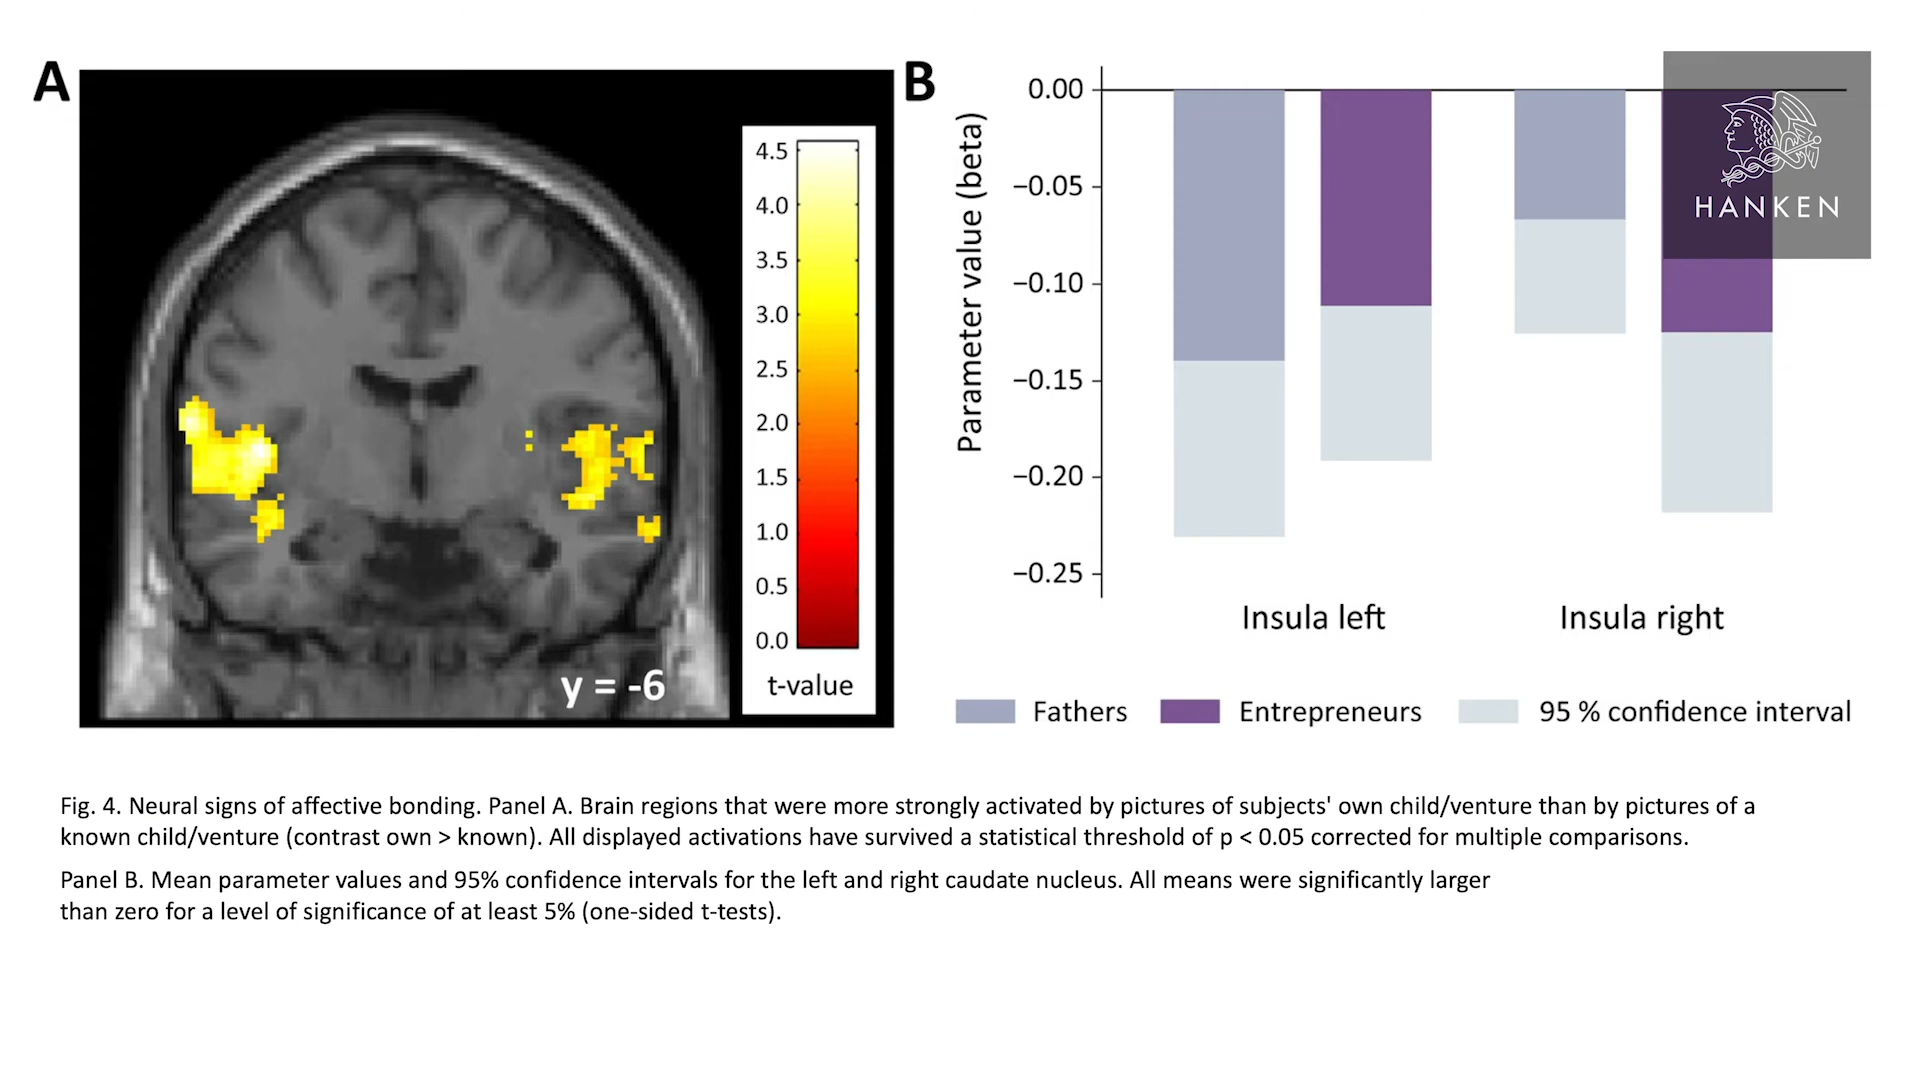 A
4.5
4.0
3.5
3.0
2.5
2.0
1.5
1.0
0.5
0.0
t-value
y = -6
B
Parameter value (beta)
0.00
−0.05
−0.10
−0.15
−0.20
−0.25
HANKEN
Insula left
Insula right
Fathers
Entrepreneurs
95 % confidence interval
Fig. 4. Neural signs of affective bonding. Panel A. Brain regions that were more strongly activated by pictures of subjects' own child/venture than by pictures of a
known child/venture (contrast own > known). All displayed activations have survived a statistical threshold of p < 0.05 corrected for multiple comparisons.
Panel B. Mean parameter values and 95% confidence intervals for the left and right caudate nucleus. All means were significantly larger
than zero for a level of significance of at least 5% (one-sided t-tests).